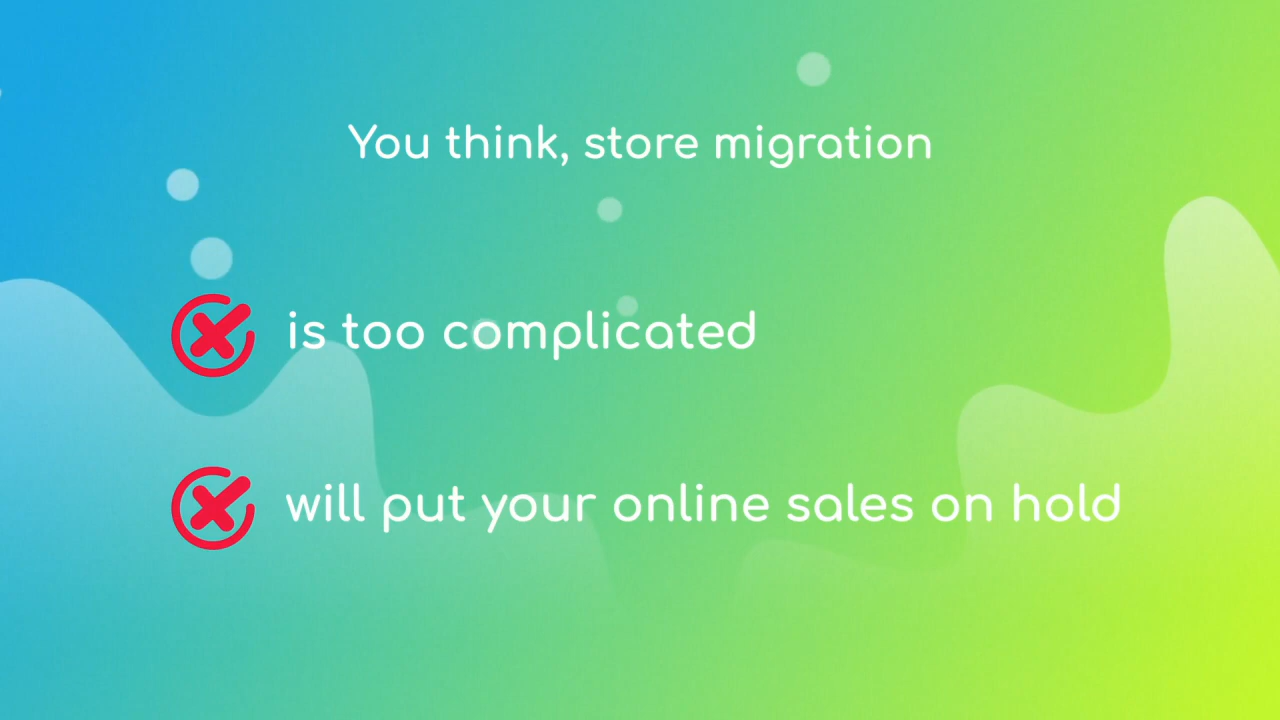 You think, store migration
is too complicated
will put your online sales on hold